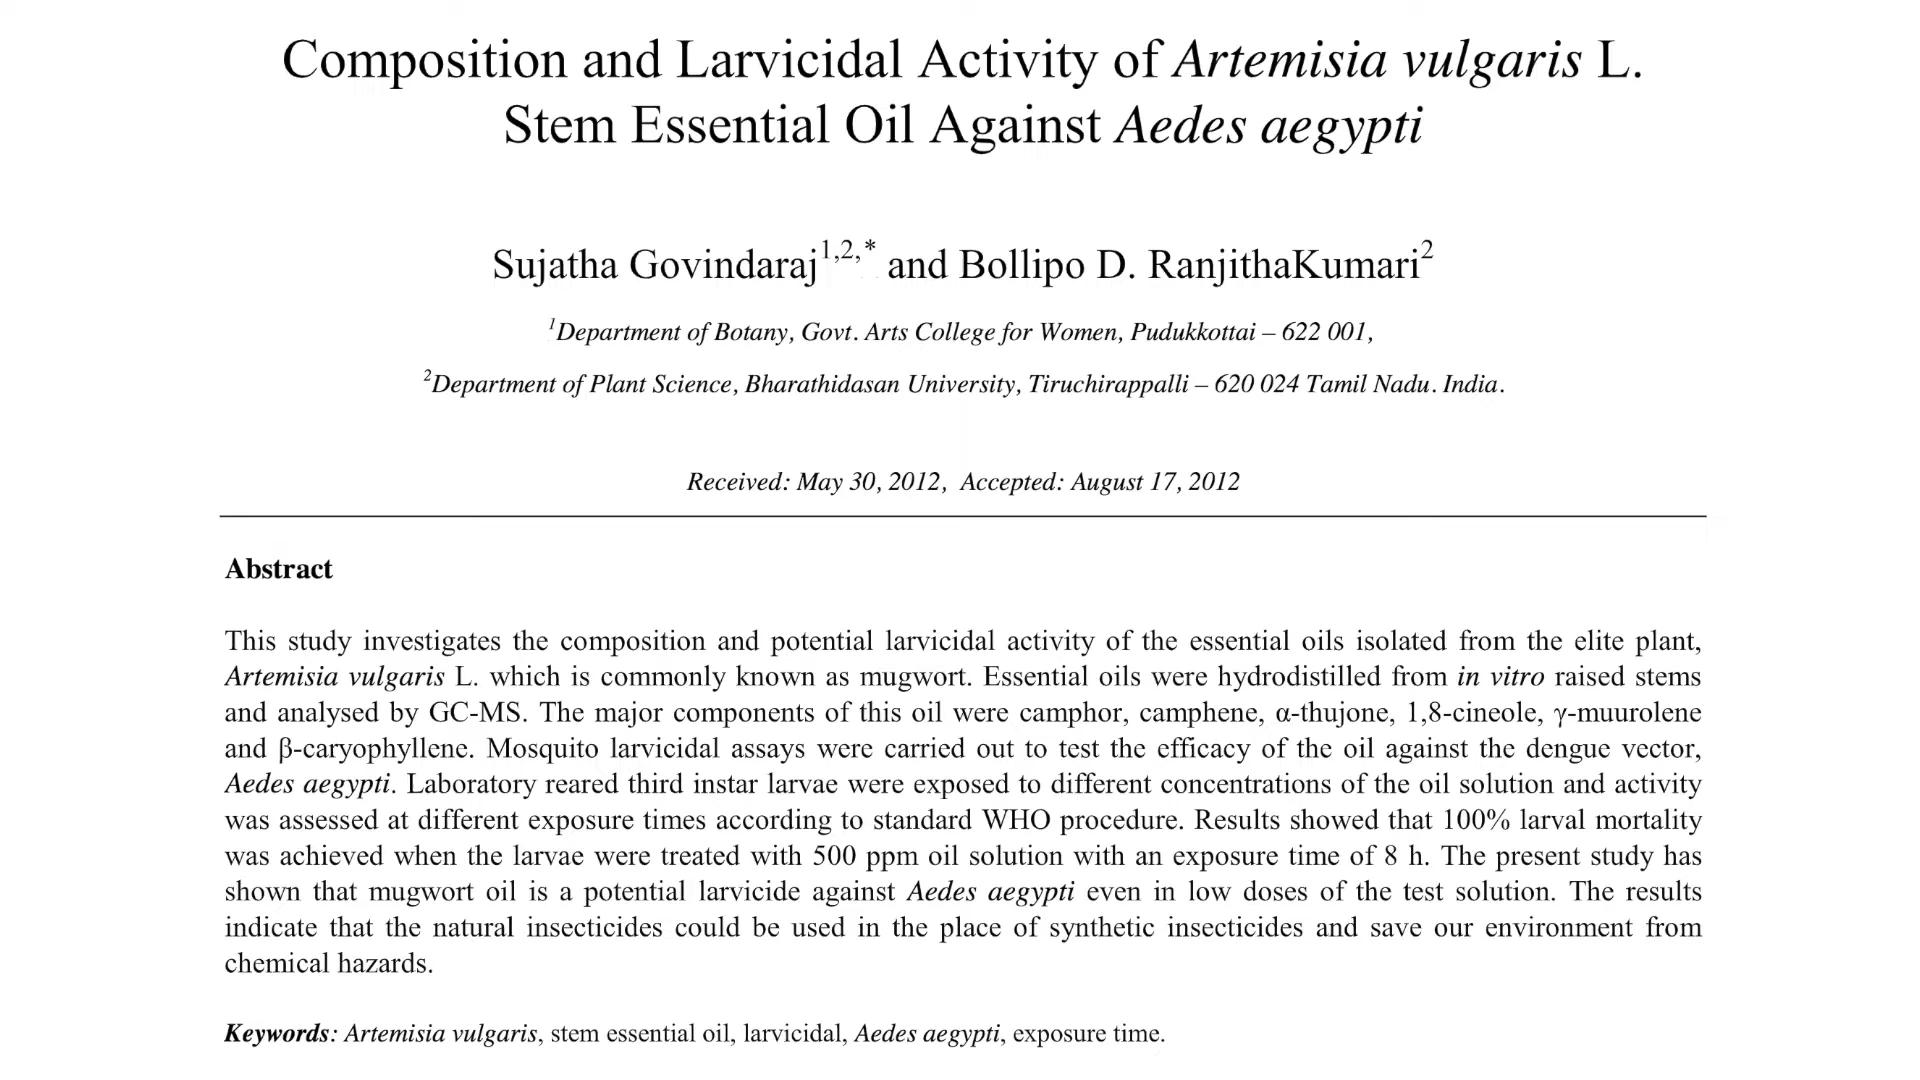 Composition and Larvicidal Activity of Artemisia vulgaris L.
Stem Essential Oil Against Aedes aegypti
Sujatha Govindaraj1,2,* and Bollipo D. RanjithaKumari2
1Department of Botany, Govt. Arts College for Women, Pudukkottai – 622 001,
2Department of Plant Science, Bharathidasan University, Tiruchirappalli – 620 024 Tamil Nadu. India.
Received: May 30, 2012, Accepted: August 17, 2012
Abstract
This study investigates the composition and potential larvicidal activity of the essential oils isolated from the elite plant,
Artemisia vulgaris L. which is commonly known as mugwort. Essential oils were hydrodistilled from in vitro raised stems
and analysed by GC-MS. The major components of this oil were camphor, camphene, α-thujone, 1,8-cineole, γ-muurolene
and β-caryophyllene. Mosquito larvicidal assays were carried out to test the efficacy of the oil against the dengue vector,
Aedes aegypti. Laboratory reared third instar larvae were exposed to different concentrations of the oil solution and activity
was assessed at different exposure times according to standard WHO procedure. Results showed that 100% larval mortality
was achieved when the larvae were treated with 500 ppm oil solution with an exposure time of 8 h. The present study has
shown that mugwort oil is a potential larvicide against Aedes aegypti even in low doses of the test solution. The results
indicate that the natural insecticides could be used in the place of synthetic insecticides and save our environment from
chemical hazards.
Keywords: Artemisia vulgaris, stem essential oil, larvicidal, Aedes aegypti, exposure time.